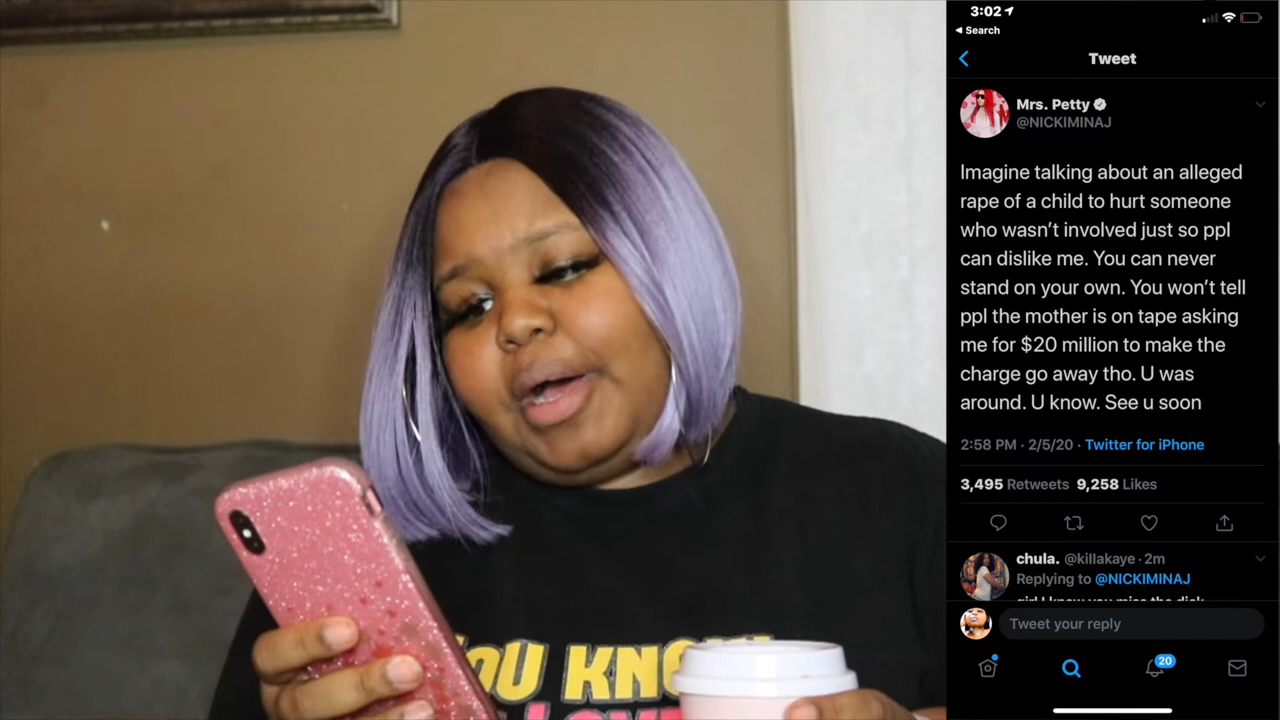 3:02
Search
Tweet
Mrs. Petty
@NICKIMINAJ
Imagine talking about an alleged
rape of a child to hurt someone
who wasn't involved just so ppl
can dislike me. You can never
stand on your own. You won't tell
ppl the mother is on tape asking
me for $20 million to make the
charge go away tho. U was
around. U know. See u soon
2:58 PM · 2/5/20 · Twitter for iPhone
3,495 Retweets 9,258 Likes
chula. @killakaye · 2m
Replying to @NICKIMINAJ
Tweet your reply
20
YOU KNOW